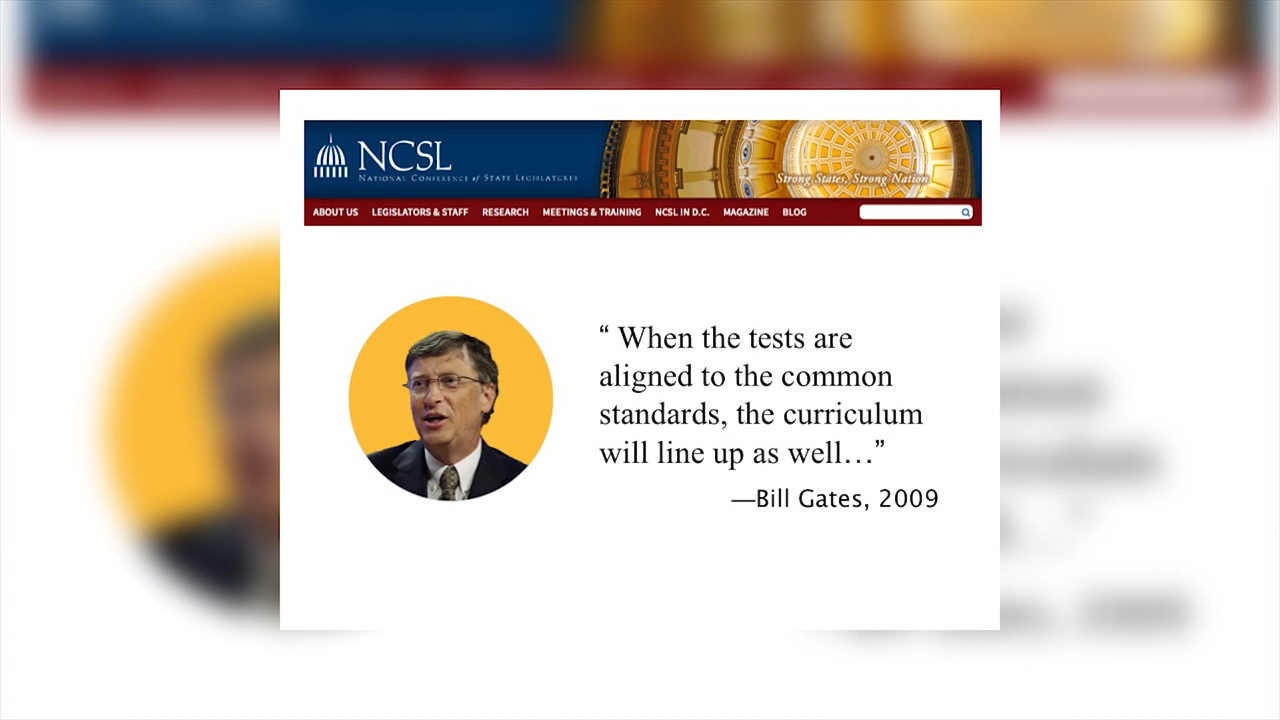 NCSL
NATIONAL CONFERENCE of STATE LEGISLATURES
Strong States, Strong Nation
ABOUT US LEGISLATORS & STAFF RESEARCH MEETINGS & TRAINING NCSL IN D.C. MAGAZINE BLOG
“ When the tests are
aligned to the common
standards, the curriculum
will line up as well…”
—Bill Gates, 2009